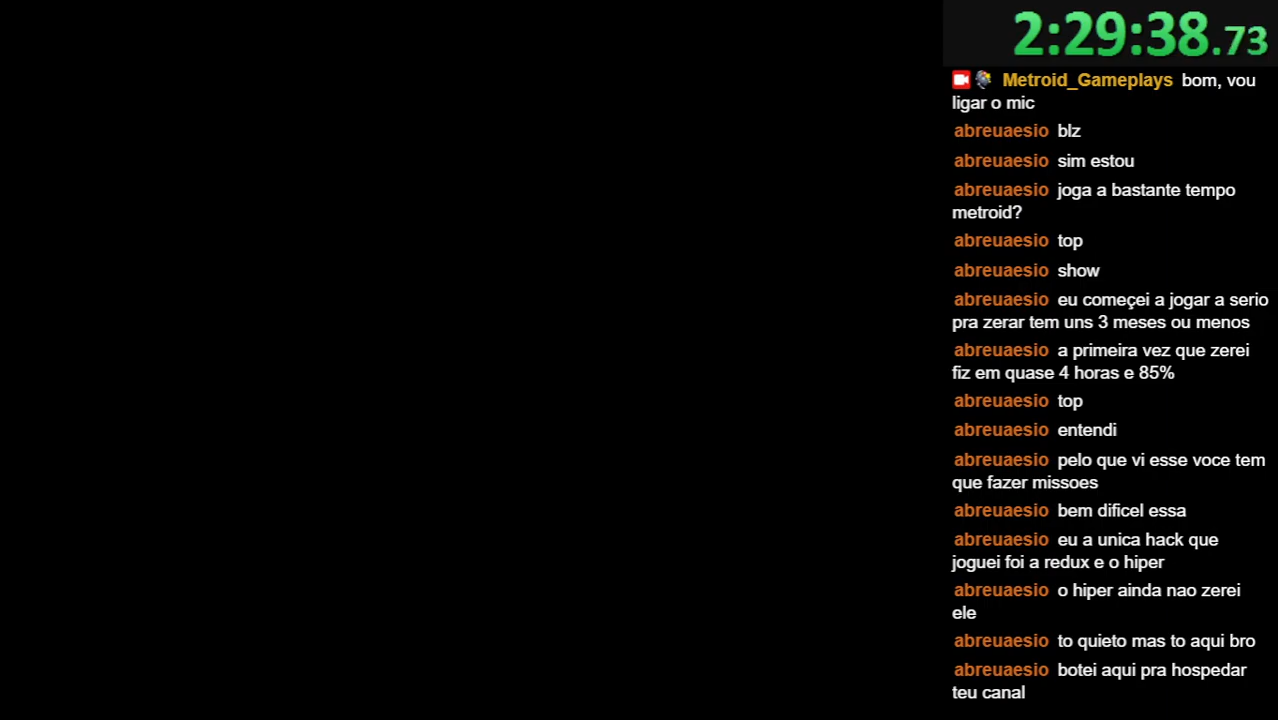 2:29:38.73
Metroid_Gameplays bom, vou
ligar o mic
abreuaesio blz
abreuaesio sim estou
abreuaesio joga a bastante tempo
metroid?
abreuaesio top
abreuaesio show
abreuaesio eu começei a jogar a serio
pra zerar tem uns 3 meses ou menos
abreuaesio a primeira vez que zerei
fiz em quase 4 horas e 85%
abreuaesio top
abreuaesio entendi
abreuaesio pelo que vi esse voce tem
que fazer missoes
abreuaesio bem dificel essa
abreuaesio eu a unica hack que
joguei foi a redux e o hiper
abreuaesio o hiper ainda nao zerei
ele
abreuaesio to quieto mas to aqui bro
abreuaesio botei aqui pra hospedar
teu canal